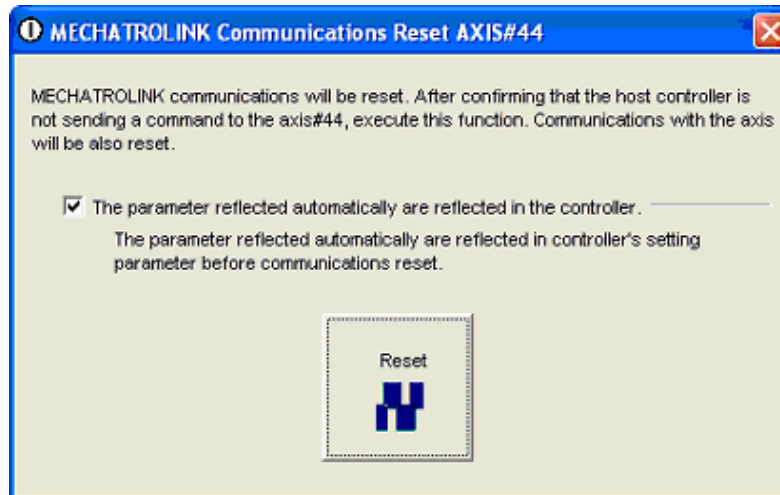 MECHATROLINK Communications Reset AXIS#44
MECHATROLINK communications will be reset. After confirming that the host controller is
not sending a command to the axis#44, execute this function. Communications with the axis
will be also reset.
The parameter reflected automatically are reflected in the controller.
The parameter reflected automatically are reflected in controller's setting
parameter before communications reset.
Reset